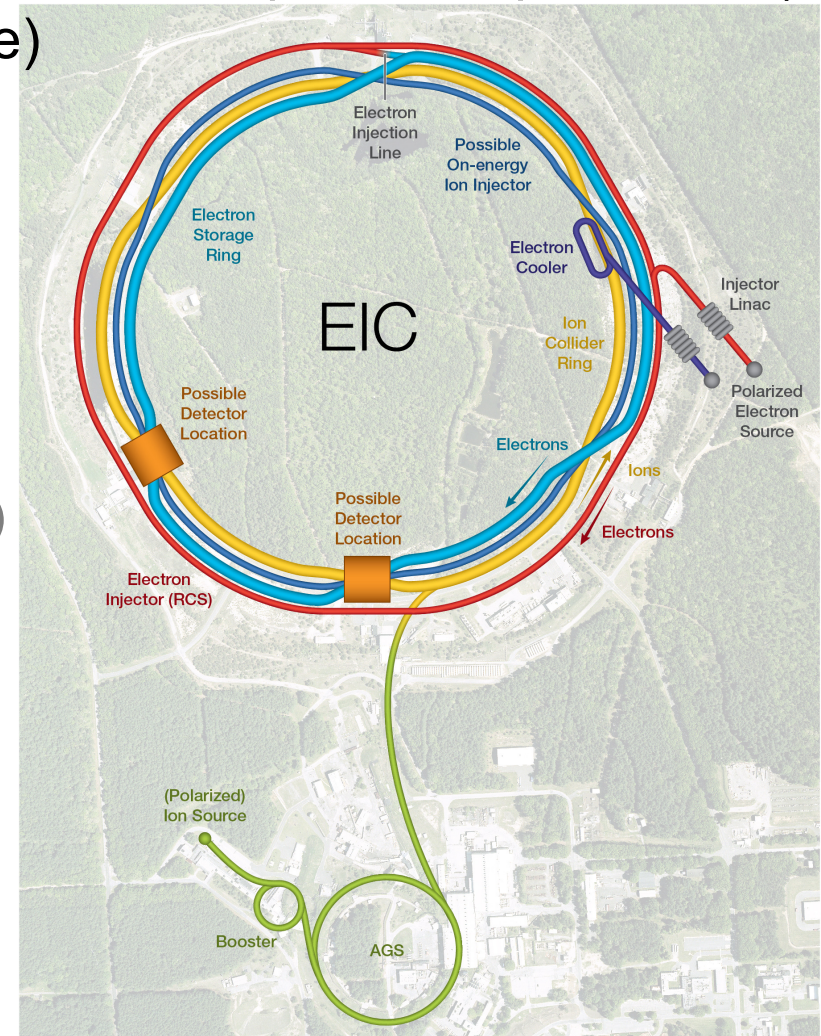 e)
Electron
Injection
Line
Possible
On-energy
Ion Injector
Electron
Storage
Ring
Electron
Cooler
Injector
Linac
EIC
Ion
Collider
Ring
Possible
Detector
Location
Polarized
Electron
Source
Electrons
Ions
Possible
Detector
Location
Electrons
Electron
Injector (RCS)
(Polarized)
Ion Source
Booster
AGS